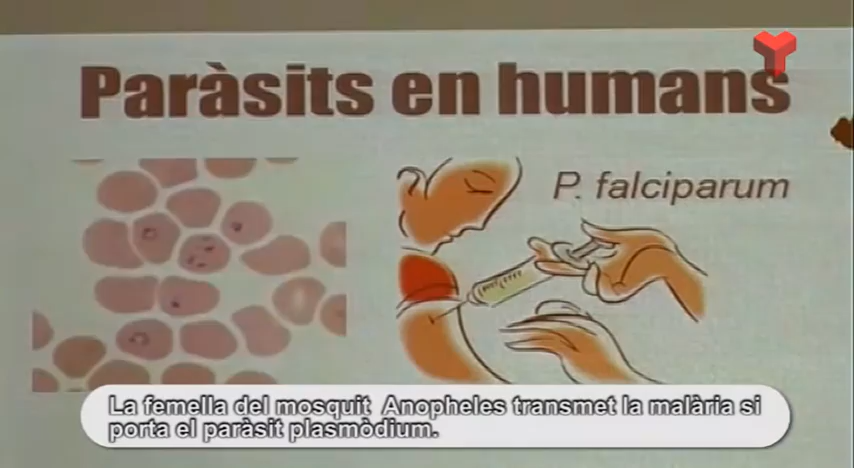 Paràsits en humans
P. falciparum
La femella del mosquit Anopheles transmet la malària si
porta el paràsit plasmòdium.